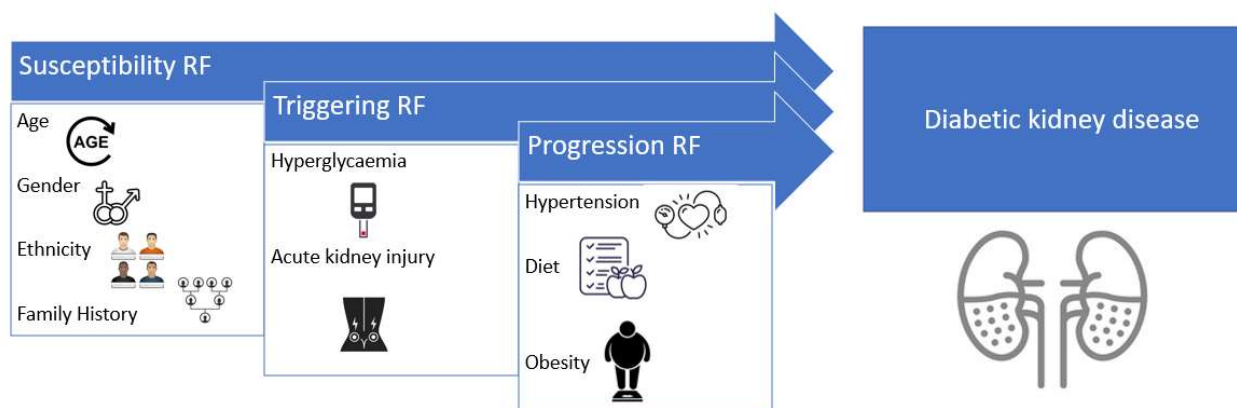 Susceptibility RF
Age
AGE
Gender
Ethnicity
Family History
Triggering RF
Hyperglycaemia
Acute kidney injury
Progression RF
Hypertension
Diet
Obesity
Diabetic kidney disease